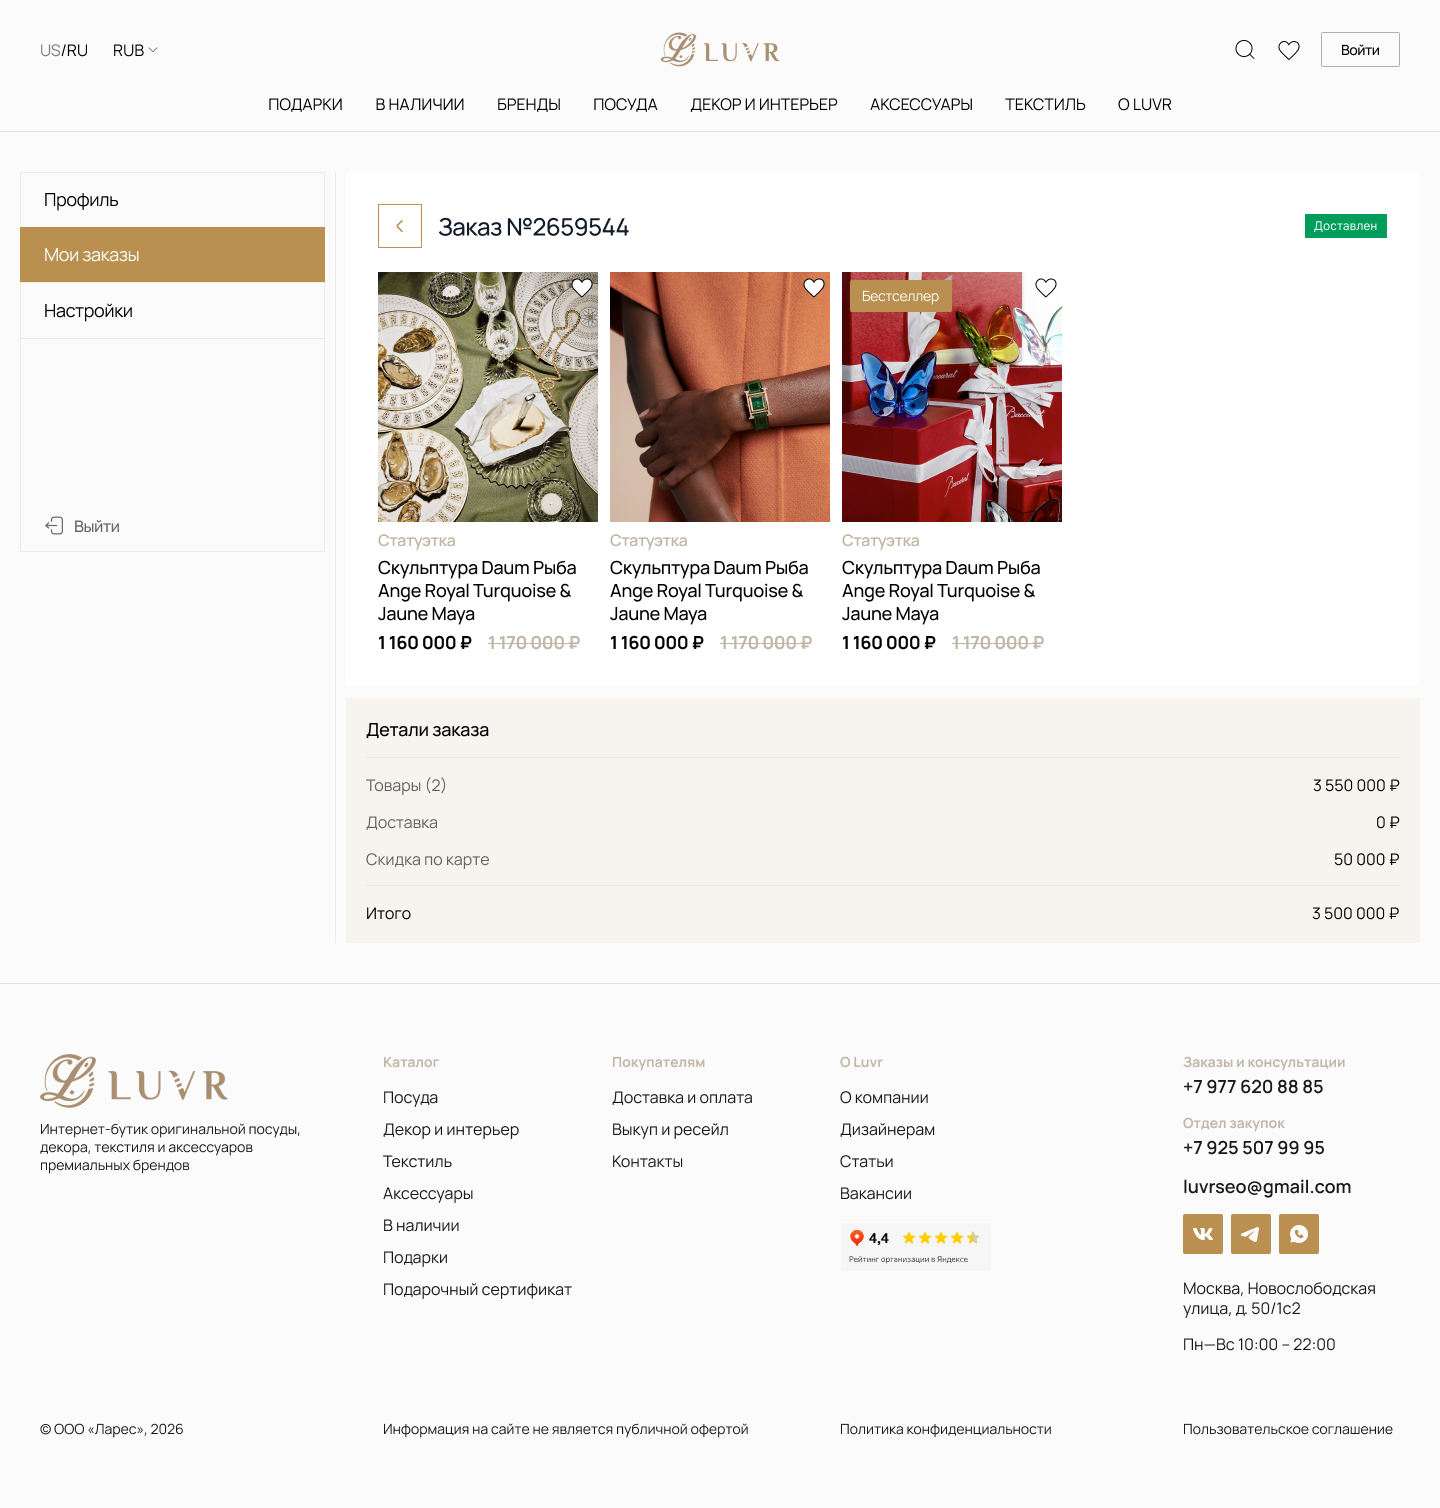 US/RU RUB
LUVR
Войти
ПОДАРКИ В НАЛИЧИИ БРЕНДЫ ПОСУДА ДЕКОР И ИНТЕРЬЕР АКСЕССУАРЫ ТЕКСТИЛЬ О LUVR
Профиль
Мои заказы
Настройки
Выйти
Заказ №2659544
Доставлен
Бестселлер
Baccarat
Baccarat
Baccarat
Статуэтка
Скульптура Daum Рыба
Ange Royal Turquoise &
Jaune Maya
1 160 000 ₽ 1 170 000 ₽
Статуэтка
Скульптура Daum Рыба
Ange Royal Turquoise &
Jaune Maya
1 160 000 ₽ 1 170 000 ₽
Статуэтка
Скульптура Daum Рыба
Ange Royal Turquoise &
Jaune Maya
1 160 000 ₽ 1 170 000 ₽
Детали заказа
Товары (2) 3 550 000 ₽
Доставка 0 ₽
Скидка по карте 50 000 ₽
Итого 3 500 000 ₽
LUVR
Интернет-бутик оригинальной посуды,
декора, текстиля и аксессуаров
премиальных брендов
Каталог
Посуда
Декор и интерьер
Текстиль
Аксессуары
В наличии
Подарки
Подарочный сертификат
Покупателям
Доставка и оплата
Выкуп и ресейл
Контакты
О Luvr
О компании
Дизайнерам
Статьи
Вакансии
4,4
Рейтинг организации в Яндексе
Заказы и консультации
+7 977 620 88 85
Отдел закупок
+7 925 507 99 95
luvrseo@gmail.com
Москва, Новослободская
улица, д. 50/1с2
Пн—Вс 10:00 – 22:00
© ООО «Ларес», 2026
Информация на сайте не является публичной офертой
Политика конфиденциальности
Пользовательское соглашение